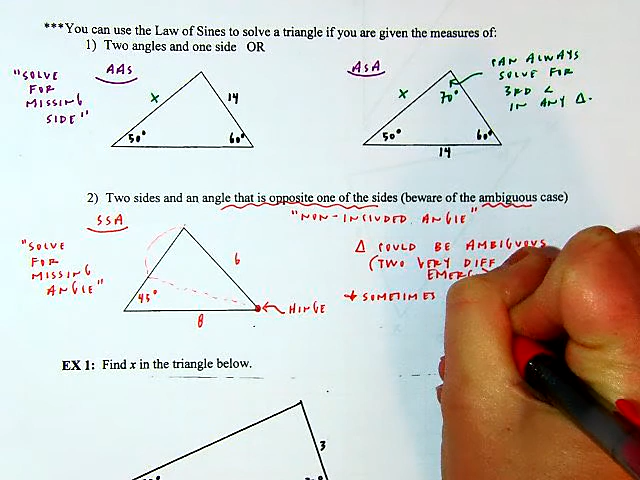 ***You can use the Law of Sines to solve a triangle if you are given the measures of:
1) Two angles and one side OR
"SOLVE
FOR
MISSING
SIDE"
AAS
x
14
50°
60°
ASA
x
70°
50°
60°
14
CAN ALWAYS
SOLVE FOR
3RD ∠
IN ANY Δ.
2) Two sides and an angle that is opposite one of the sides (beware of the ambiguous case)
SSA
"NON-INCLUDED ANGLE"
"SOLVE
FOR
MISSING
ANGLE"
6
45°
8
HINGE
Δ COULD BE AMBIGUOUS
(TWO VERY DIFF
SOMETIMES
EX 1: Find x in the triangle below.
3